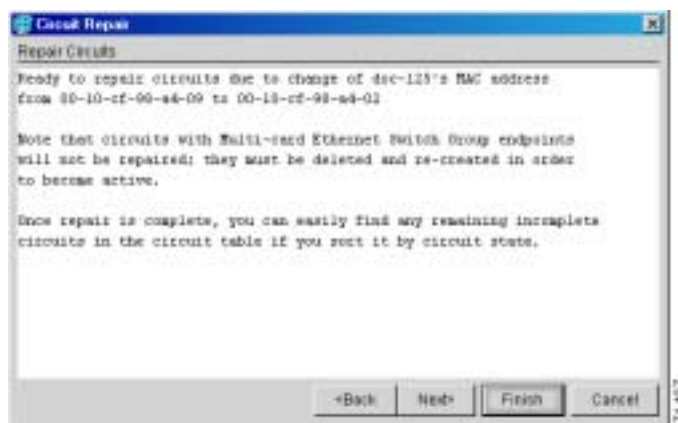 Circuit Repair
Repair Circuits
Ready to repair circuits due to change of doc-125's MAC address
from 00-10-cf-90-a4-09 to 00-10-cf-90-a4-02
Note that circuits with Multi-card Ethernet Switch Group endpoints
will not be repaired; they must be deleted and re-created in order
to become active.
Once repair is complete, you can easily find any remaining incomplete
circuits in the circuit table if you sort it by circuit state.
<Back Next> Finish Cancel